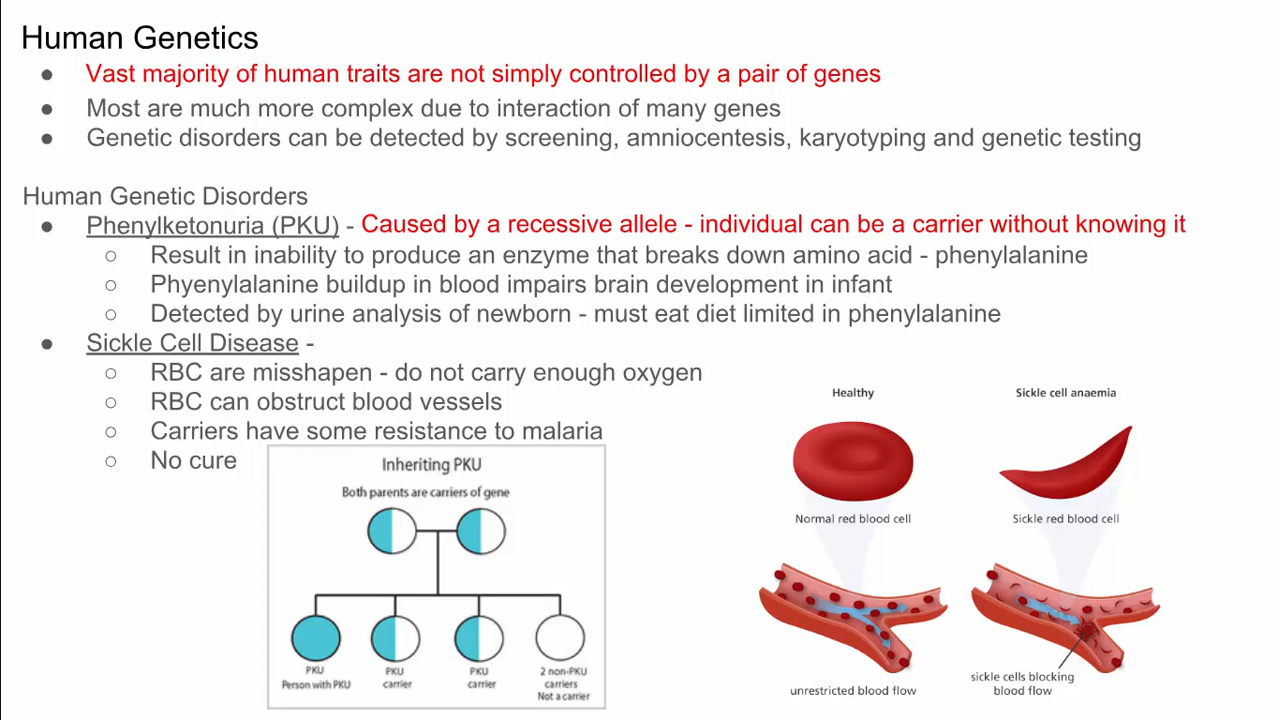 Human Genetics
● Vast majority of human traits are not simply controlled by a pair of genes
● Most are much more complex due to interaction of many genes
● Genetic disorders can be detected by screening, amniocentesis, karyotyping and genetic testing
Human Genetic Disorders
● Phenylketonuria (PKU) - Caused by a recessive allele - individual can be a carrier without knowing it
○ Result in inability to produce an enzyme that breaks down amino acid - phenylalanine
○ Phyenylalanine buildup in blood impairs brain development in infant
○ Detected by urine analysis of newborn - must eat diet limited in phenylalanine
● Sickle Cell Disease -
○ RBC are misshapen - do not carry enough oxygen
○ RBC can obstruct blood vessels
○ Carriers have some resistance to malaria
○ No cure
Inheriting PKU
Both parents are carriers of gene
PKU
Person with PKU
PKU
carrier
PKU
carrier
2 non-PKU
carriers
Not a carrier
Healthy
Sickle cell anaemia
Normal red blood cell
Sickle red blood cell
unrestricted blood flow
sickle cells blocking
blood flow